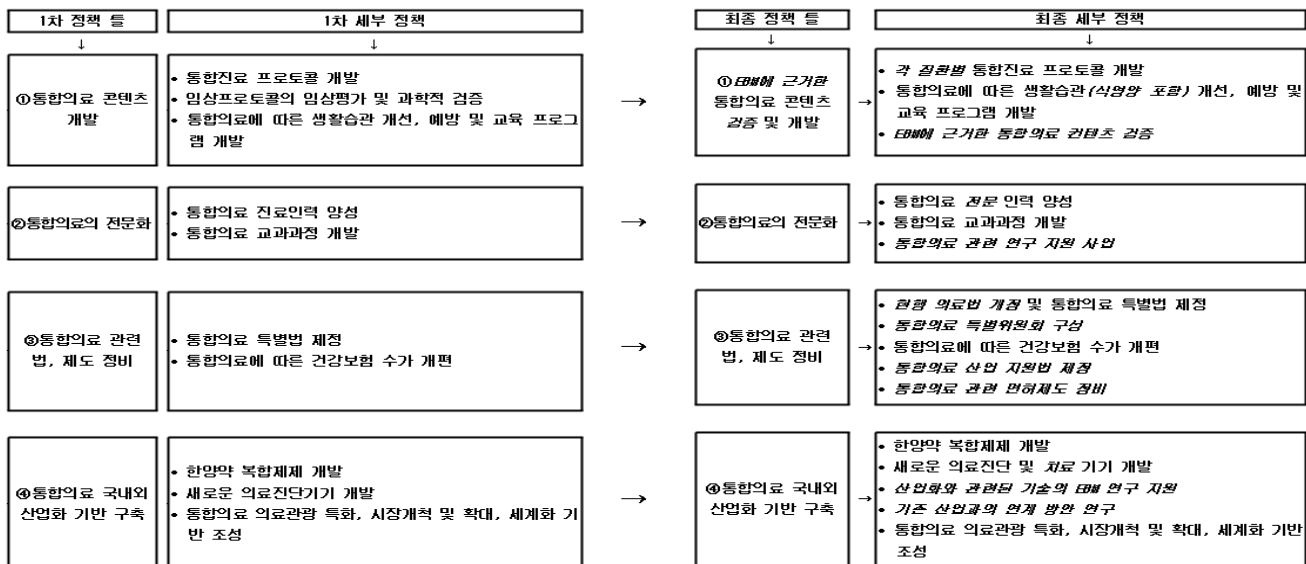 1차 정책 틀
1차 세부 정책
최종 정책 틀
최종 세부 정책
↓
↓
↓
↓
①통합의료 콘텐츠
개발
• 통합진료 프로토콜 개발
• 임상프로토콜의 임상평가 및 과학적 검증
• 통합의료에 따른 생활습관 개선, 예방 및 교육 프로그
램 개발
→
①EBM에 근거한
통합의료 콘텐츠
검증 및 개발
→
• 각 질환별 통합진료 프로토콜 개발
• 통합의료에 따른 생활습관(식영양 포함) 개선, 예방 및
교육 프로그램 개발
• EBM에 근거한 통합의료 컨텐츠 검증
②통합의료의 전문화
• 통합의료 진료인력 양성
• 통합의료 교과과정 개발
→
②통합의료의 전문화
→
• 통합의료 전문 인력 양성
• 통합의료 교과과정 개발
• 통합의료 관련 연구 지원 사업
③통합의료 관련
법, 제도 정비
• 통합의료 특별법 제정
• 통합의료에 따른 건강보험 수가 개편
→
③통합의료 관련
법, 제도 정비
→
• 현행 의료법 개정 및 통합의료 특별법 제정
• 통합의료 특별위원회 구성
• 통합의료에 따른 건강보험 수가 개편
• 통합의료 산업 지원법 제정
• 통합의료 관련 면허제도 정비
④통합의료 국내외
산업화 기반 구축
• 한양약 복합제제 개발
• 새로운 의료진단기기 개발
• 통합의료 의료관광 특화, 시장개척 및 확대, 세계화 기
반 조성
→
④통합의료 국내외
산업화 기반 구축
→
• 한양약 복합제제 개발
• 새로운 의료진단 및 치료 기기 개발
• 산업화와 관련된 기술의 EBM 연구 지원
• 기존 산업과의 연계 방안 연구
• 통합의료 의료관광 특화, 시장개척 및 확대, 세계화 기반
조성